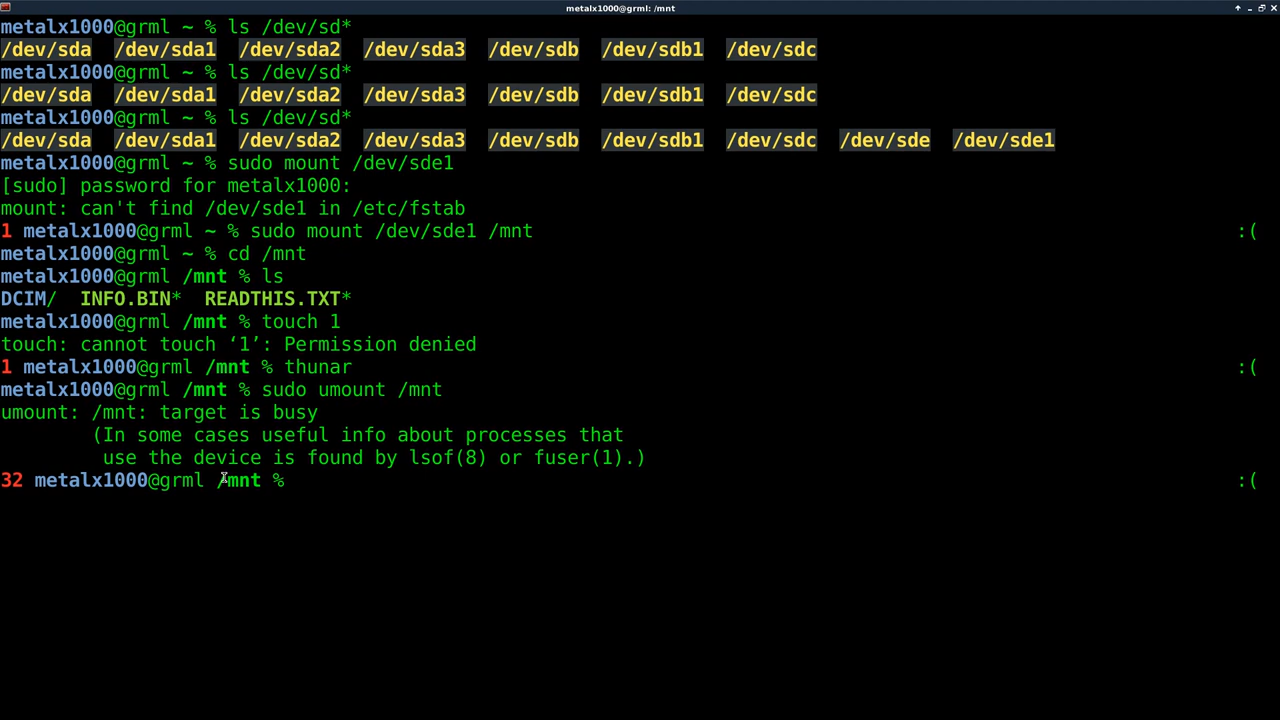 metalx1000@grml: /mnt
metalx1000@grml ~ % ls /dev/sd*
/dev/sda /dev/sda1 /dev/sda2 /dev/sda3 /dev/sdb /dev/sdb1 /dev/sdc
metalx1000@grml ~ % ls /dev/sd*
/dev/sda /dev/sda1 /dev/sda2 /dev/sda3 /dev/sdb /dev/sdb1 /dev/sdc
metalx1000@grml ~ % ls /dev/sd*
/dev/sda /dev/sda1 /dev/sda2 /dev/sda3 /dev/sdb /dev/sdb1 /dev/sdc /dev/sde /dev/sde1
metalx1000@grml ~ % sudo mount /dev/sde1
[sudo] password for metalx1000:
mount: can't find /dev/sde1 in /etc/fstab
1 metalx1000@grml ~ % sudo mount /dev/sde1 /mnt :(
metalx1000@grml ~ % cd /mnt
metalx1000@grml /mnt % ls
DCIM/ INFO.BIN* READTHIS.TXT*
metalx1000@grml /mnt % touch 1
touch: cannot touch ‘1’: Permission denied
1 metalx1000@grml /mnt % thunar :(
metalx1000@grml /mnt % sudo umount /mnt
umount: /mnt: target is busy
(In some cases useful info about processes that
use the device is found by lsof(8) or fuser(1).)
32 metalx1000@grml /mnt % :(